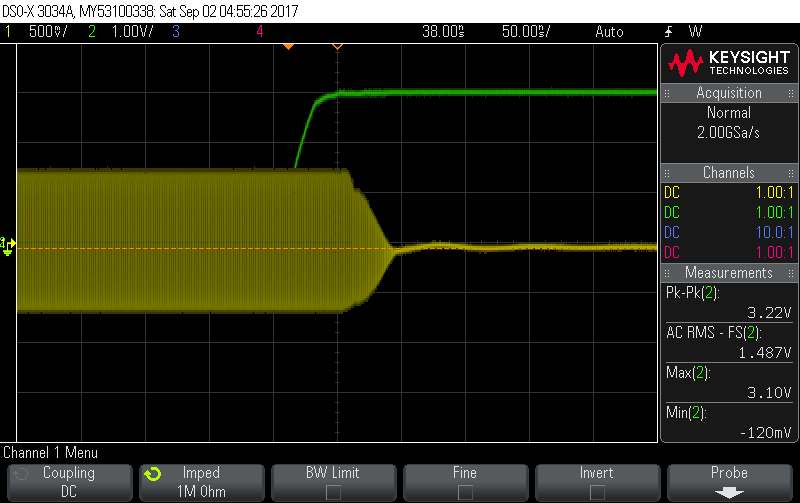 DSO-X 3034A, MY53100338: Sat Sep 02 04:55:26 2017
1 500mV/ 2 1.00V/ 3 4 38.00us 50.00us/ Auto W
KEYSIGHT
TECHNOLOGIES
Acquisition
Normal
2.00GSa/s
Channels
DC 1.00:1
DC 1.00:1
DC 10.0:1
DC 1.00:1
Measurements
Pk-Pk(2):
3.22V
AC RMS - FS(2):
1.487V
Max(2):
3.10V
Min(2):
-120mV
Channel 1 Menu
Coupling
DC
Imped
1M Ohm
BW Limit
Fine
Invert
Probe